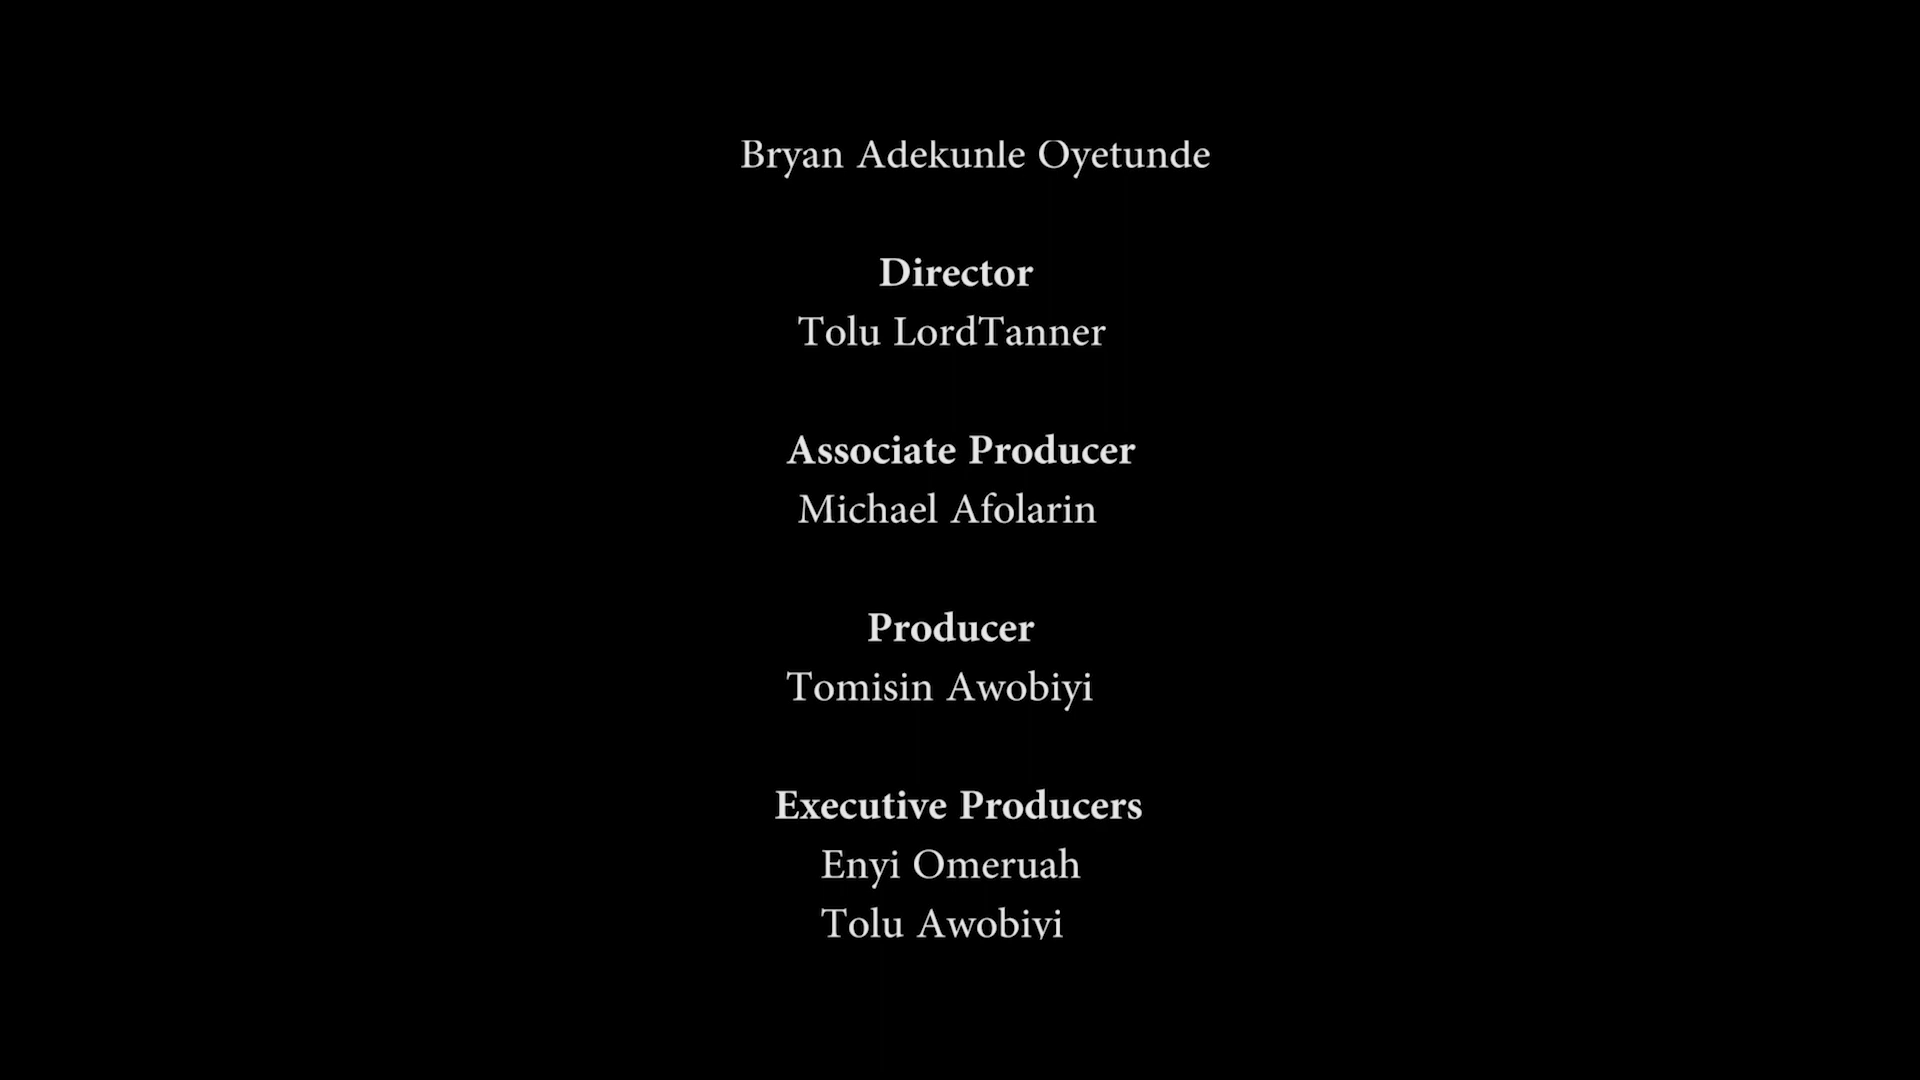 Bryan Adekunle Oyetunde
Director
Tolu LordTanner
Associate Producer
Michael Afolarin
Producer
Tomisin Awobiyi
Executive Producers
Enyi Omeruah
Tolu Awobiyi